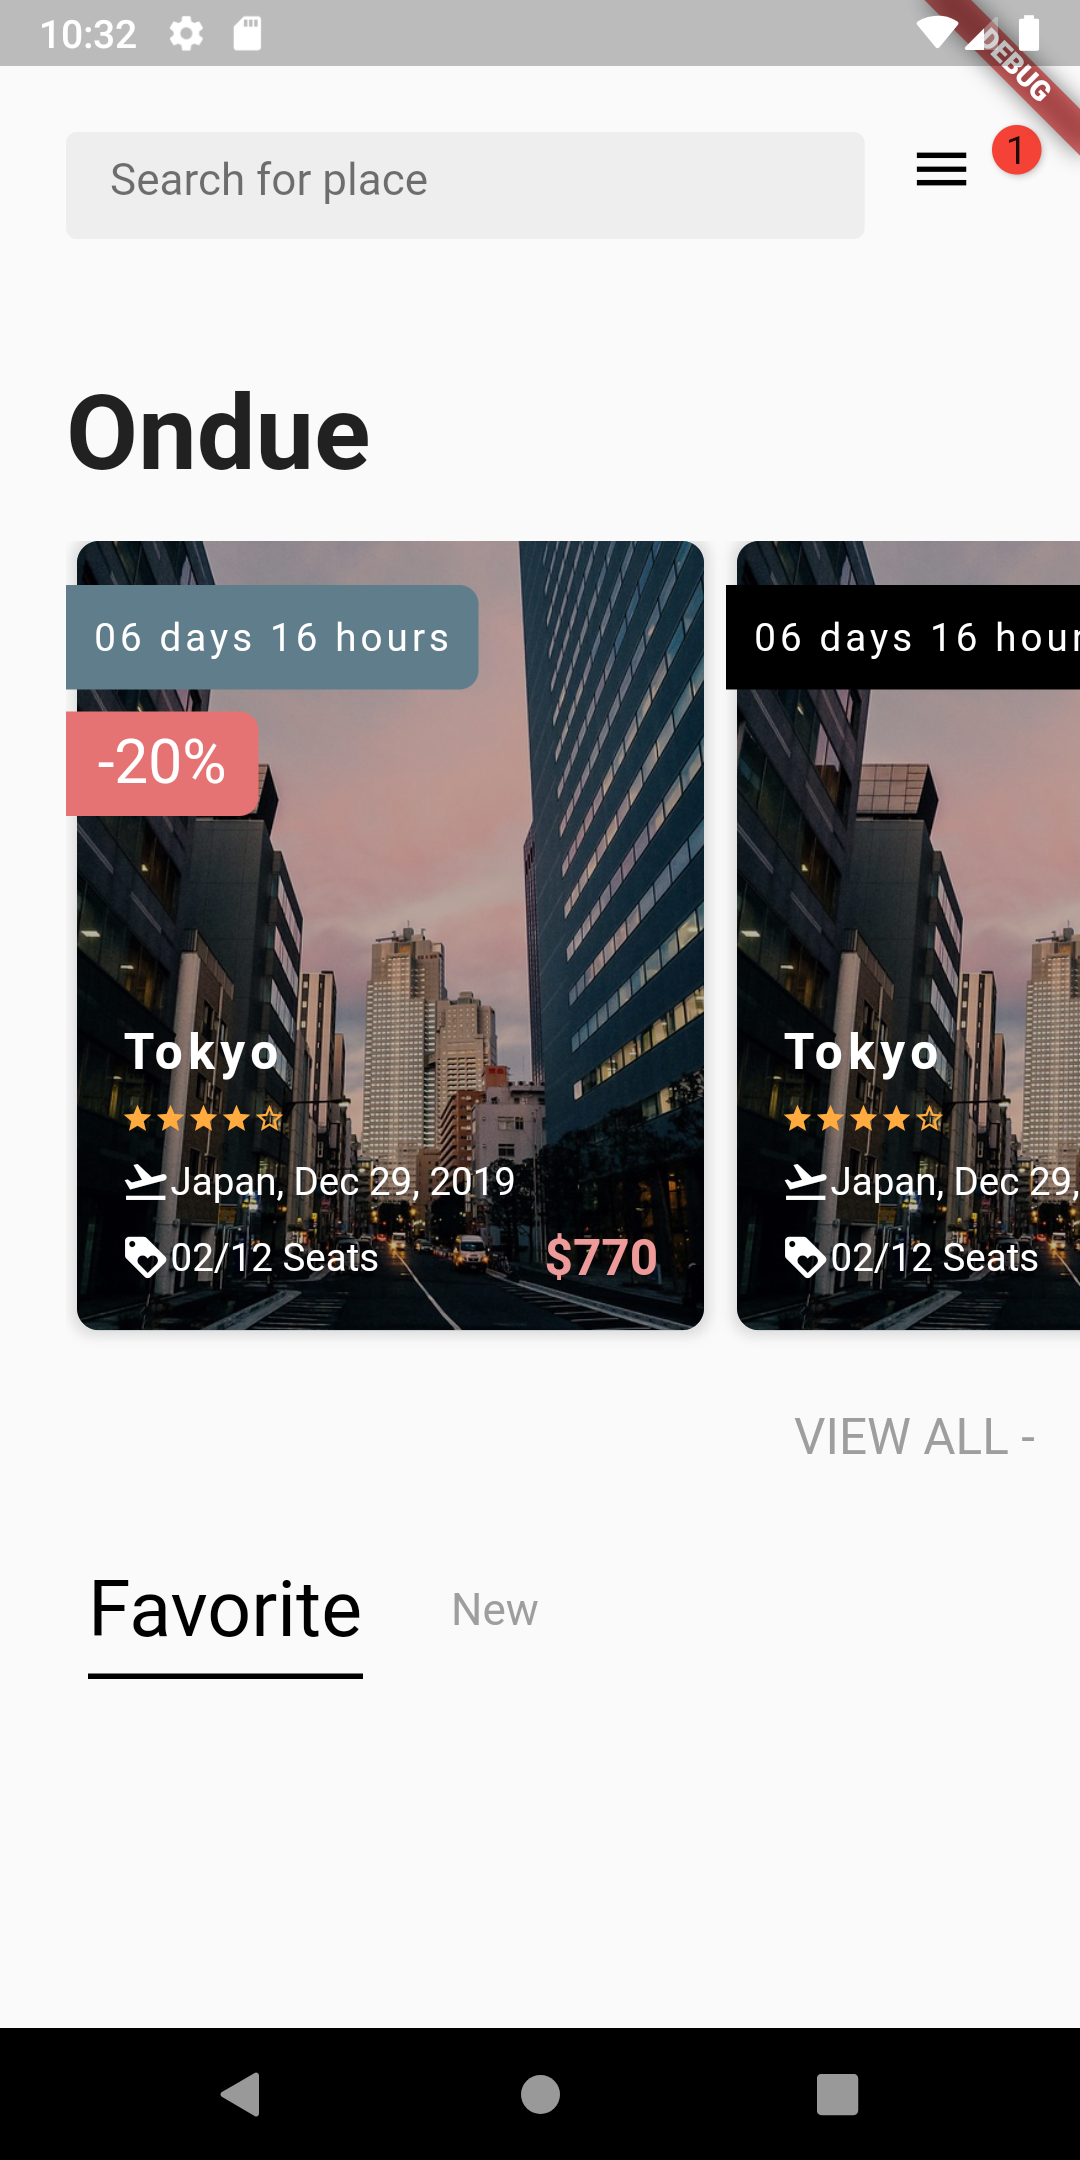 10:32
DEBUG
Search for place
1
Ondue
06 days 16 hours
-20%
Tokyo
Japan, Dec 29, 2019
02/12 Seats
$770
06 days 16 hour
Tokyo
Japan, Dec 29,
02/12 Seats
VIEW ALL -
Favorite
New